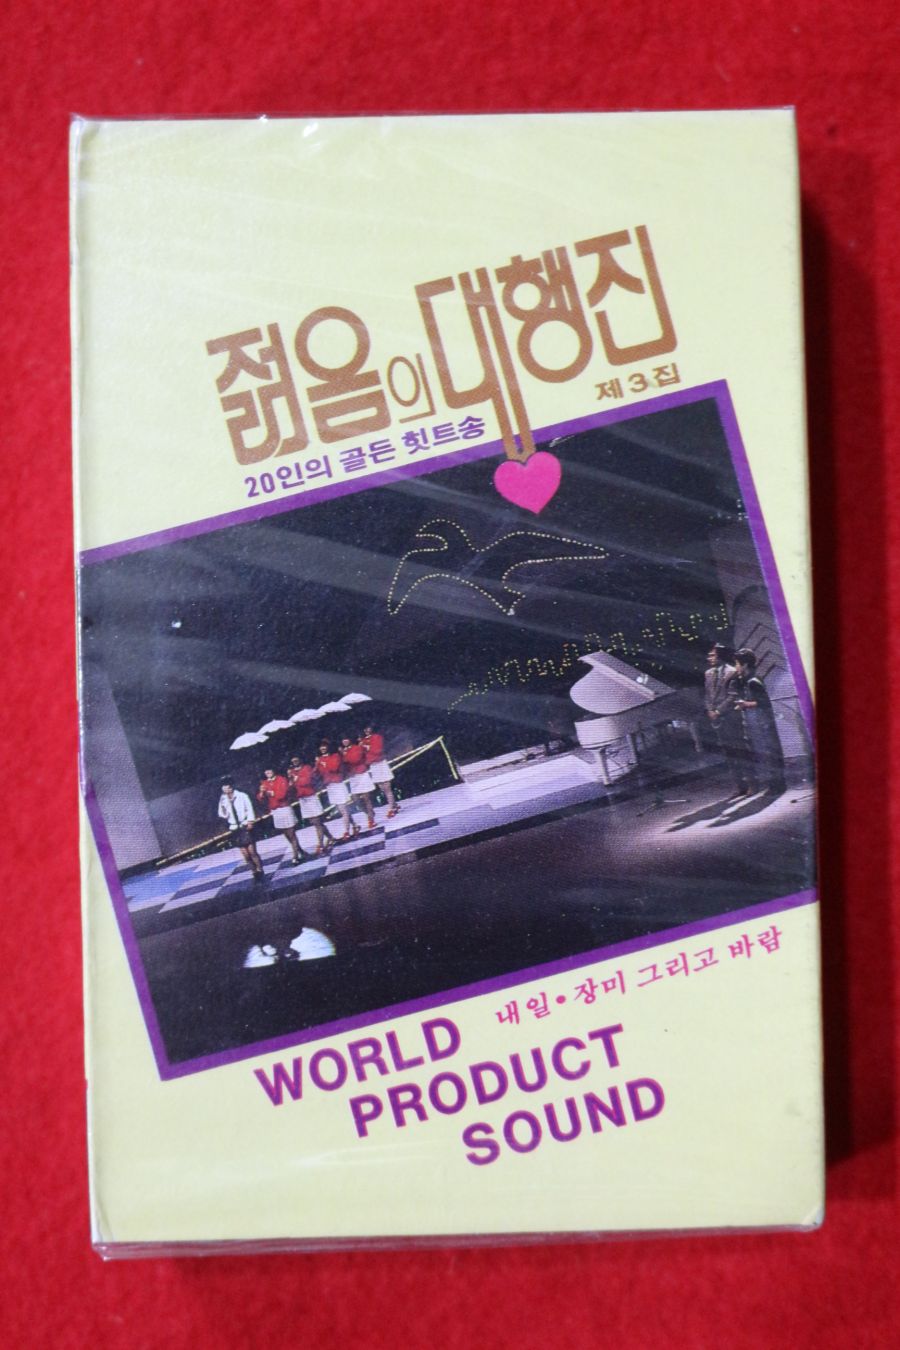 젊음의 대행진
제3집
20인의 골든 힛트송
내일•장미 그리고 바람
WORLD
PRODUCT
SOUND